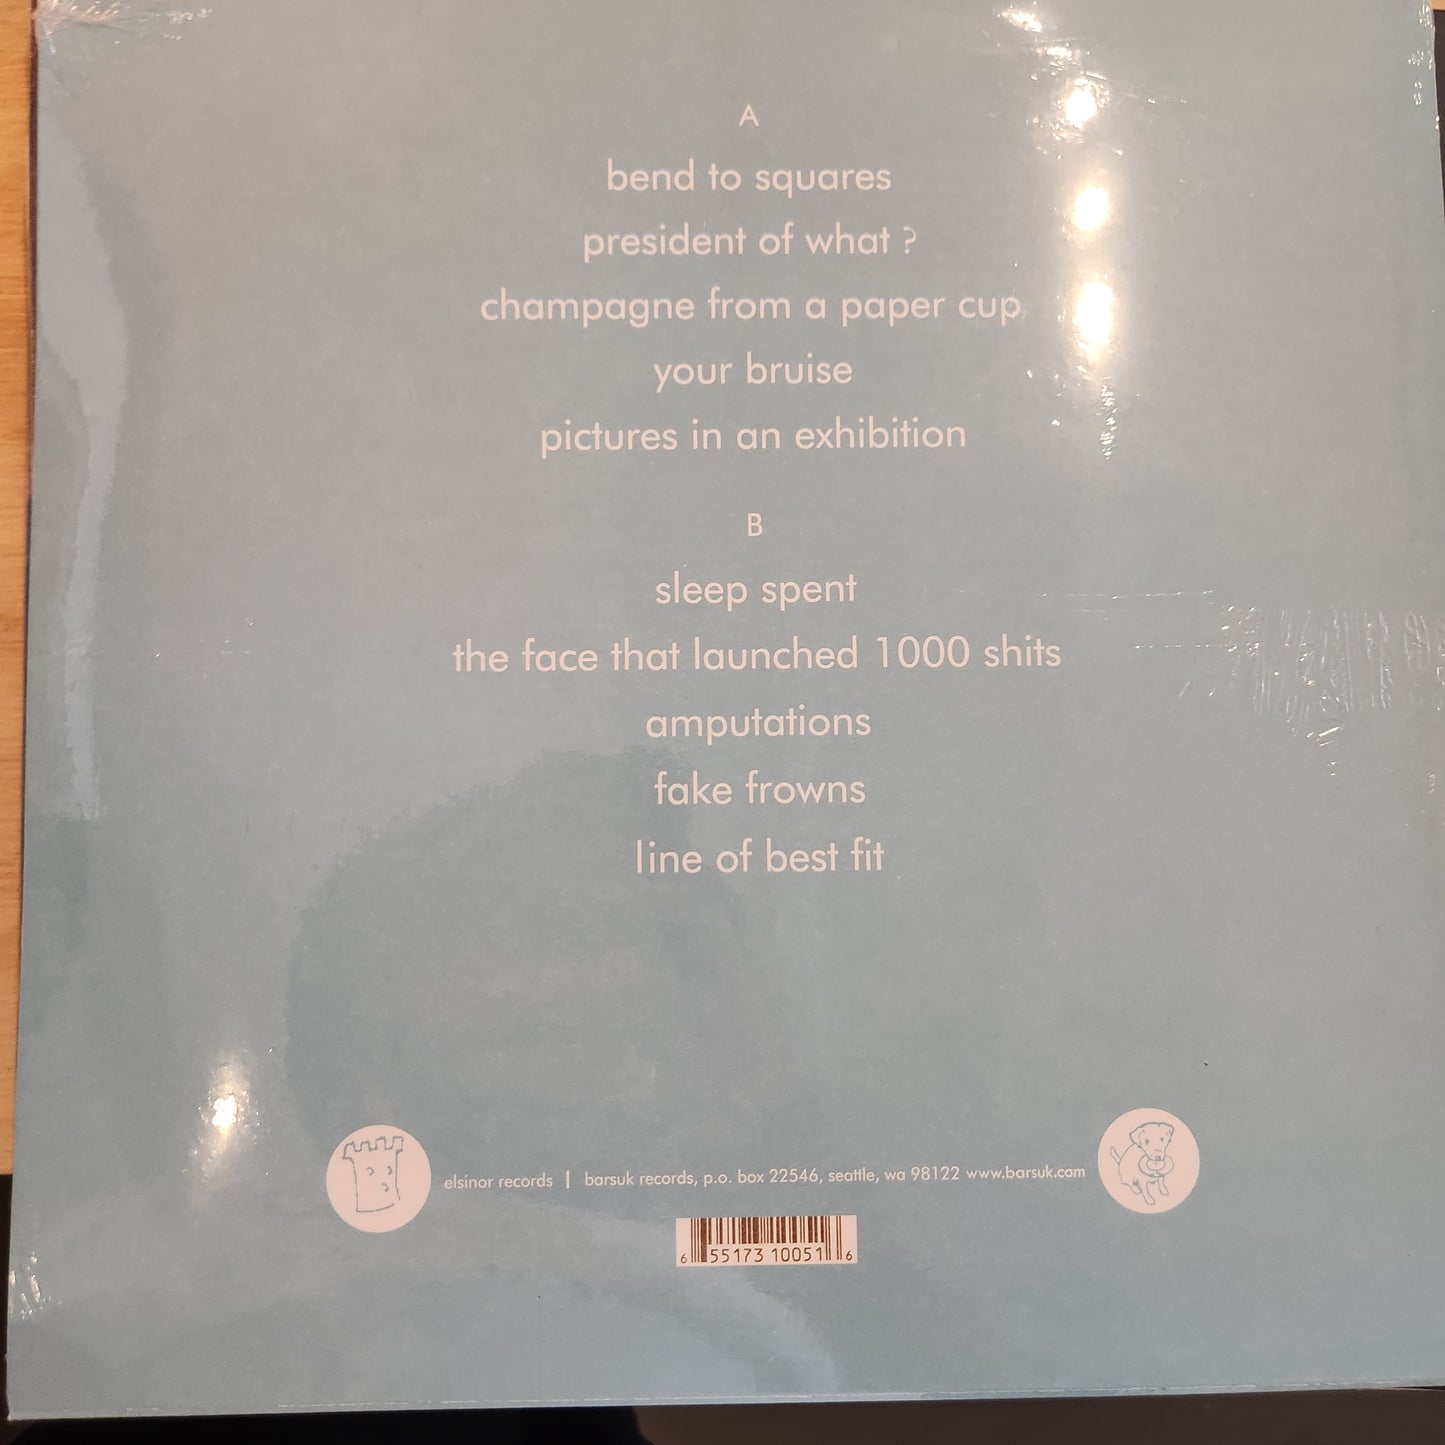 A
bend to squares
president of what ?
champagne from a paper cup
your bruise
pictures in an exhibition
B
sleep spent
the face that launched 1000 shits
amputations
fake frowns
line of best fit
elsinor records | barsuk records, p.o. box 22546, seattle, wa 98122 www.barsuk.com
6 55173 10051 6